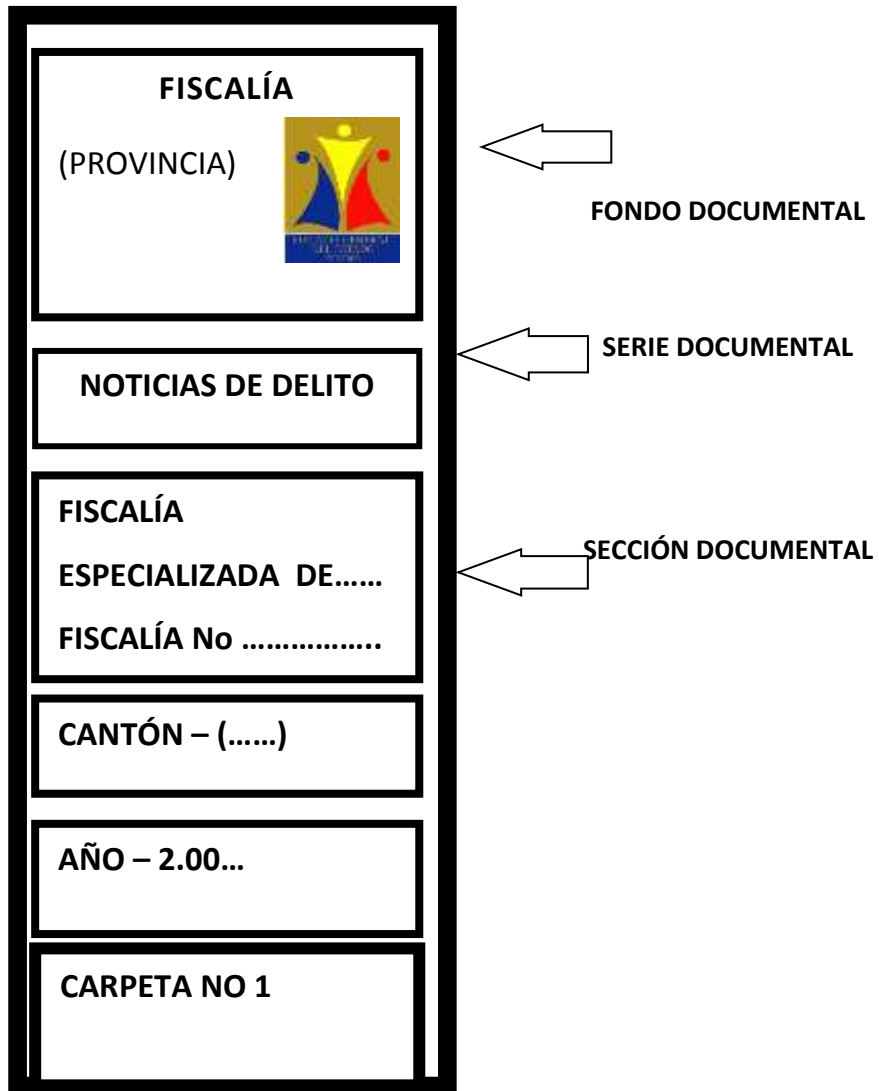 FISCALÍA
(PROVINCIA)
FONDO DOCUMENTAL
SERIE DOCUMENTAL
NOTICIAS DE DELITO
FISCALÍA
ESPECIALIZADA DE……
SECCIÓN DOCUMENTAL
FISCALÍA No ……………..
CANTÓN – (……)
AÑO – 2.00…
CARPETA NO 1